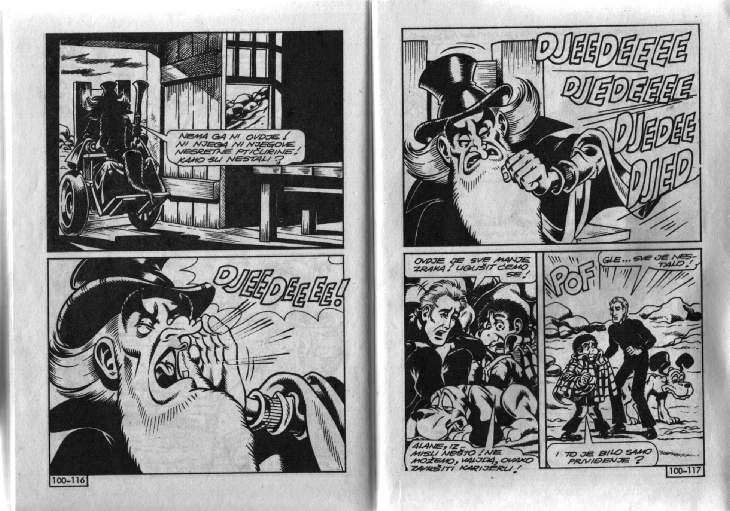 NEMA GA NI OVDJE!
NI NJEGA NI NJEGOVE
NESRETNE PTIČURINE!
KAMO SU NESTALI?
DJEEDEEEE!
100-116
DJEEDEEEE
DJEDEEEE
DJEDEE
DJED
OVDJE JE SVE MANJE
ZRAKA! UGUŠIT ĆEMO
SE!
ALANE, IZ-
MISLI NEŠTO! NE
MOŽEMO, VALJDA, OVAKO
ZAVRŠITI KARIJERU!
POF
GLE... SVE JE NES-
TALO!
I TO JE BILO SAMO
PRIVIĐENJE?
100-117